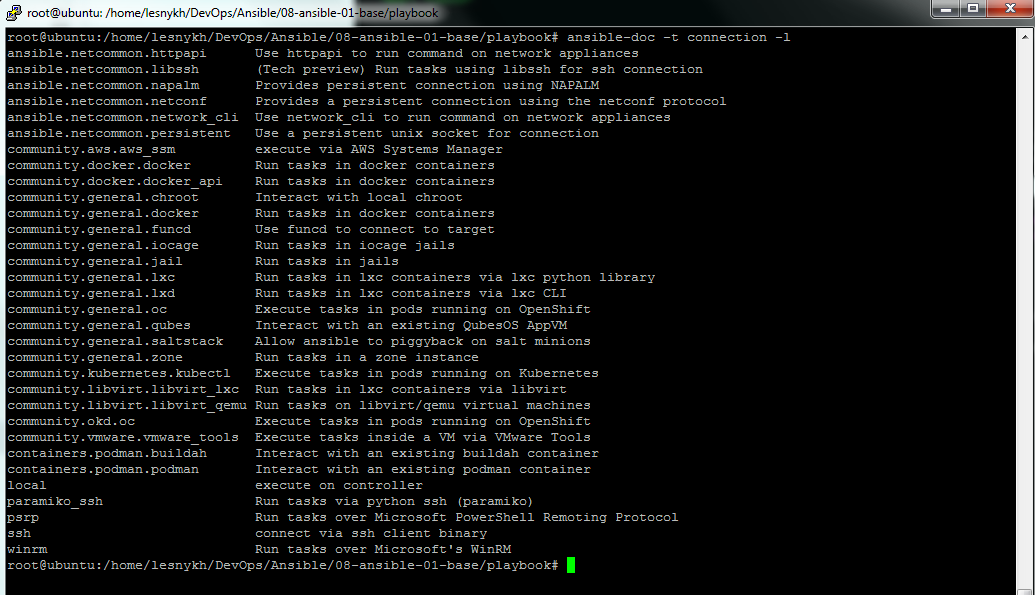 root@ubuntu: /home/lesnykh/DevOps/Ansible/08-ansible-01-base/playbook
root@ubuntu:/home/lesnykh/DevOps/Ansible/08-ansible-01-base/playbook# ansible-doc -t connection -l
ansible.netcommon.httpapi Use httpapi to run command on network appliances
ansible.netcommon.libssh (Tech preview) Run tasks using libssh for ssh connection
ansible.netcommon.napalm Provides persistent connection using NAPALM
ansible.netcommon.netconf Provides a persistent connection using the netconf protocol
ansible.netcommon.network_cli Use network_cli to run command on network appliances
ansible.netcommon.persistent Use a persistent unix socket for connection
community.aws.aws_ssm execute via AWS Systems Manager
community.docker.docker Run tasks in docker containers
community.docker.docker_api Run tasks in docker containers
community.general.chroot Interact with local chroot
community.general.docker Run tasks in docker containers
community.general.funcd Use funcd to connect to target
community.general.iocage Run tasks in iocage jails
community.general.jail Run tasks in jails
community.general.lxc Run tasks in lxc containers via lxc python library
community.general.lxd Run tasks in lxc containers via lxc CLI
community.general.oc Execute tasks in pods running on OpenShift
community.general.qubes Interact with an existing QubesOS AppVM
community.general.saltstack Allow ansible to piggyback on salt minions
community.general.zone Run tasks in a zone instance
community.kubernetes.kubectl Execute tasks in pods running on Kubernetes
community.libvirt.libvirt_lxc Run tasks in lxc containers via libvirt
community.libvirt.libvirt_qemu Run tasks on libvirt/qemu virtual machines
community.okd.oc Execute tasks in pods running on OpenShift
community.vmware.vmware_tools Execute tasks inside a VM via VMware Tools
containers.podman.buildah Interact with an existing buildah container
containers.podman.podman Interact with an existing podman container
local execute on controller
paramiko_ssh Run tasks via python ssh (paramiko)
psrp Run tasks over Microsoft PowerShell Remoting Protocol
ssh connect via ssh client binary
winrm Run tasks over Microsoft's WinRM
root@ubuntu:/home/lesnykh/DevOps/Ansible/08-ansible-01-base/playbook#